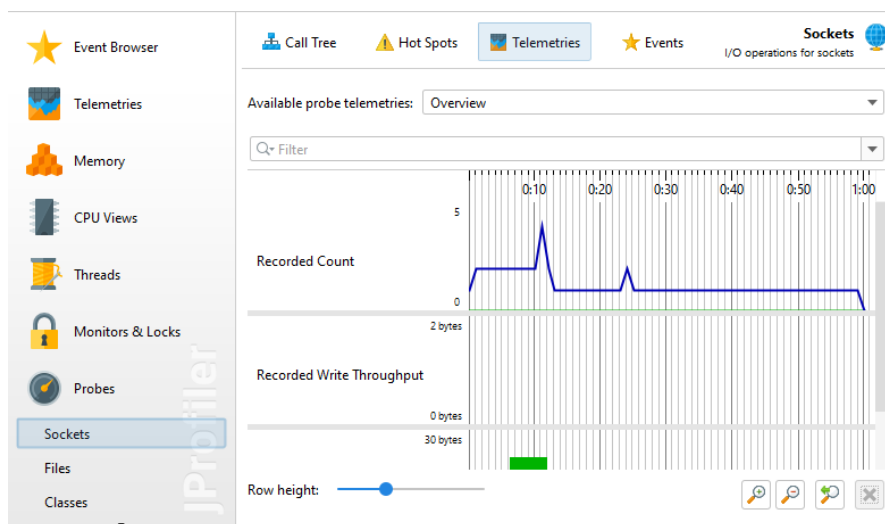 Event Browser
Telemetries
Memory
CPU Views
Threads
Monitors & Locks
Probes
Sockets
Files
Classes
JProfiler
Call Tree
Hot Spots
Telemetries
Events
Sockets
I/O operations for sockets
Available probe telemetries: Overview
Filter
0:10 0:20 0:30 0:40 0:50 1:00
5
Recorded Count
0
2 bytes
Recorded Write Throughput
0 bytes
30 bytes
Row height: